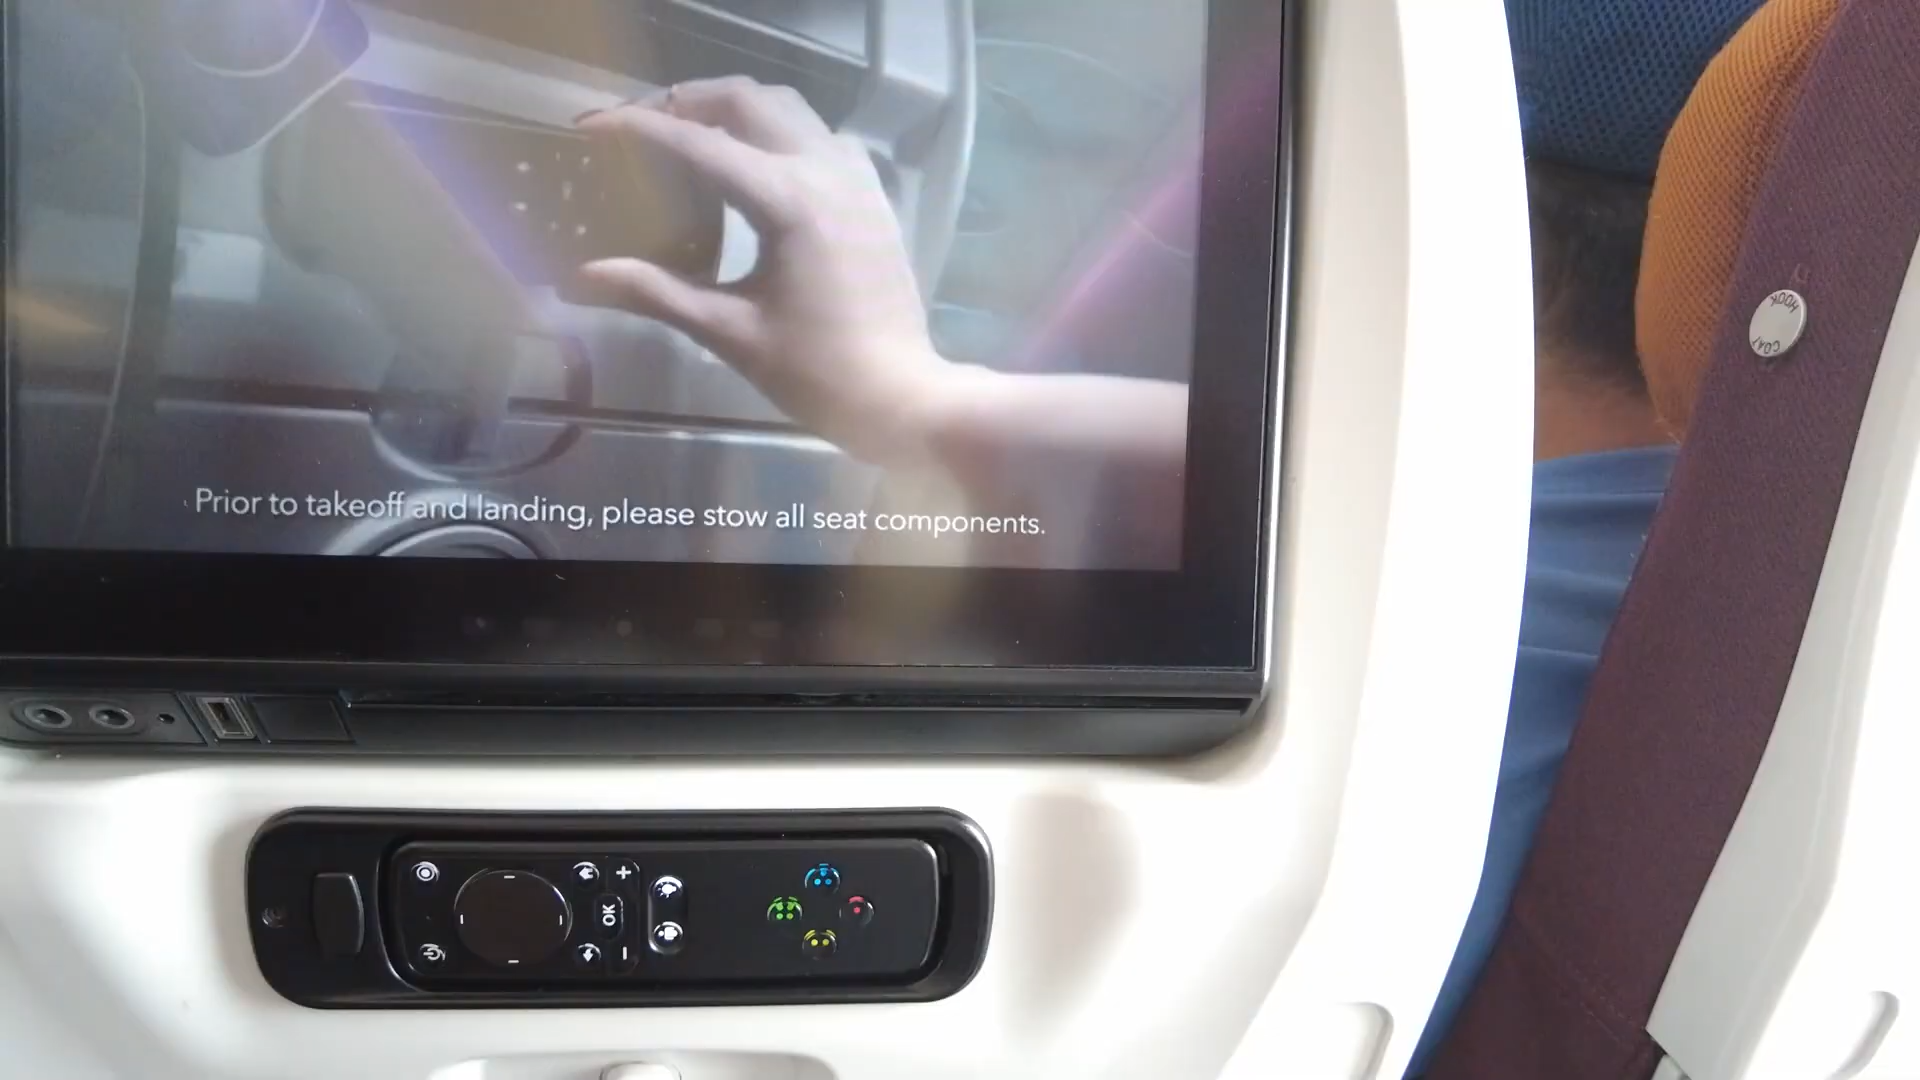 Prior to takeoff and landing, please stow all seat components.
COAT HOOK
OK